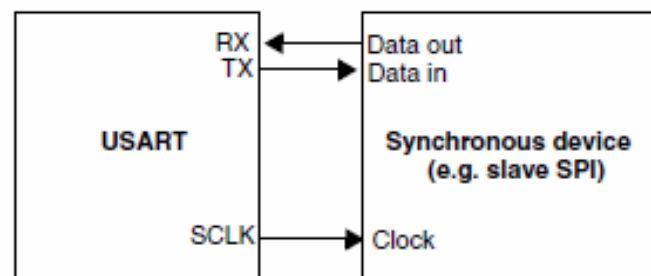 RX
Data out
TX
Data in
USART
Synchronous device
(e.g. slave SPI)
SCLK
Clock